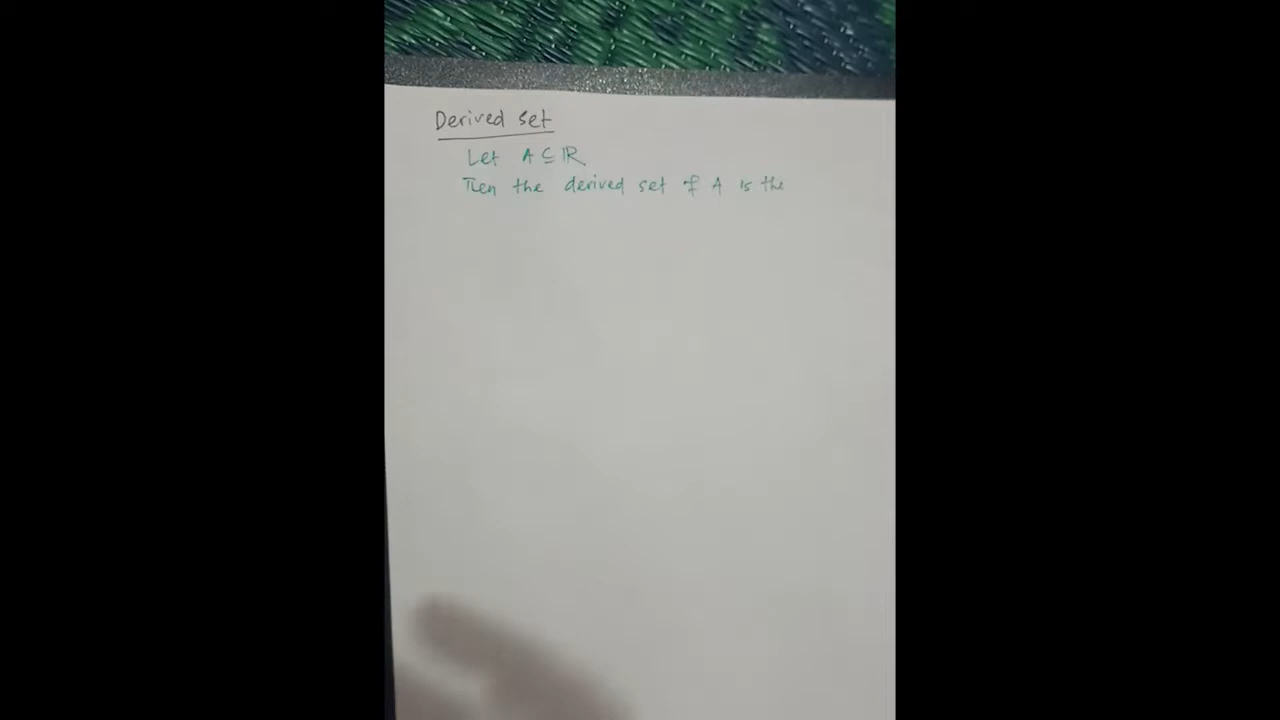 Derived set
Let A ⊆ ℝ
Then the derived set of A is the